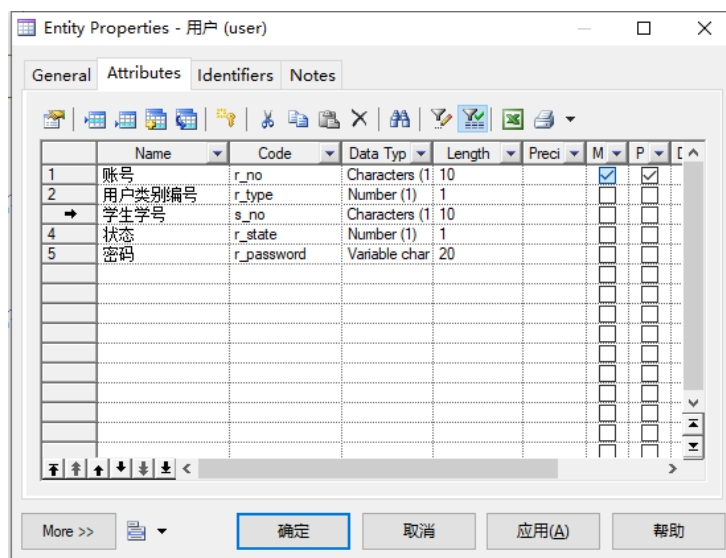 Entity Properties - 用户 (user)
General Attributes Identifiers Notes
Name Code Data Typ Length Preci M P D
1 账号 r_no Characters (1 10
2 用户类别编号 r_type Number (1) 1
学生学号 s_no Characters (1 10
4 状态 r_state Number (1) 1
5 密码 r_password Variable char 20
More >> 确定 取消 应用(A) 帮助